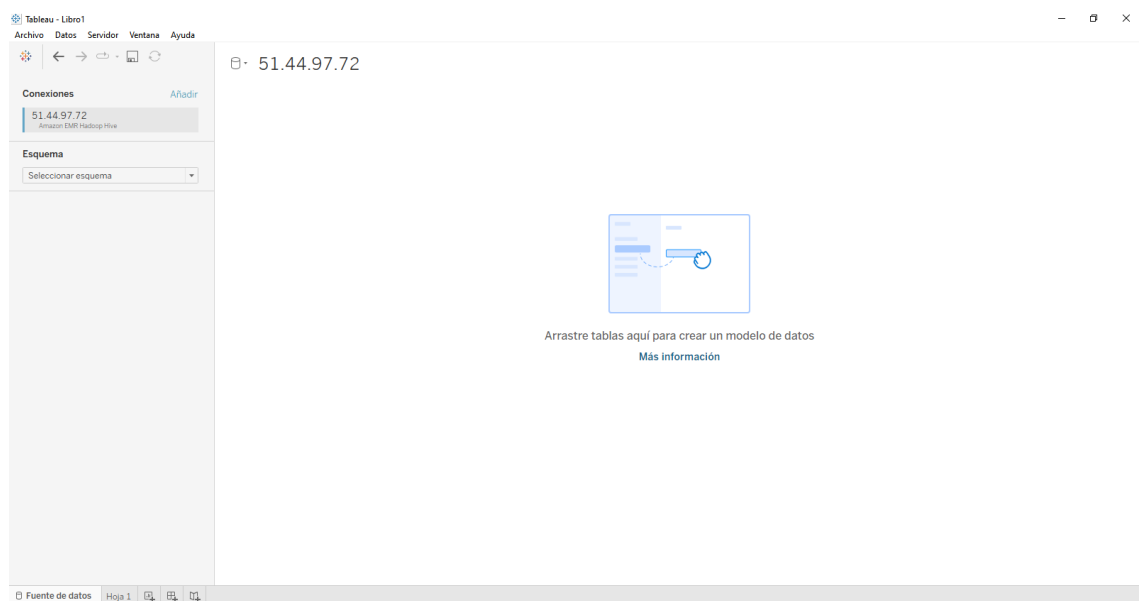 Tableau - Libro1
Archivo Datos Servidor Ventana Ayuda
51.44.97.72
Conexiones Añadir
51.44.97.72
Amazon EMR Hadoop Hive
Esquema
Seleccionar esquema
Arrastre tablas aquí para crear un modelo de datos
Más información
Fuente de datos Hoja 1